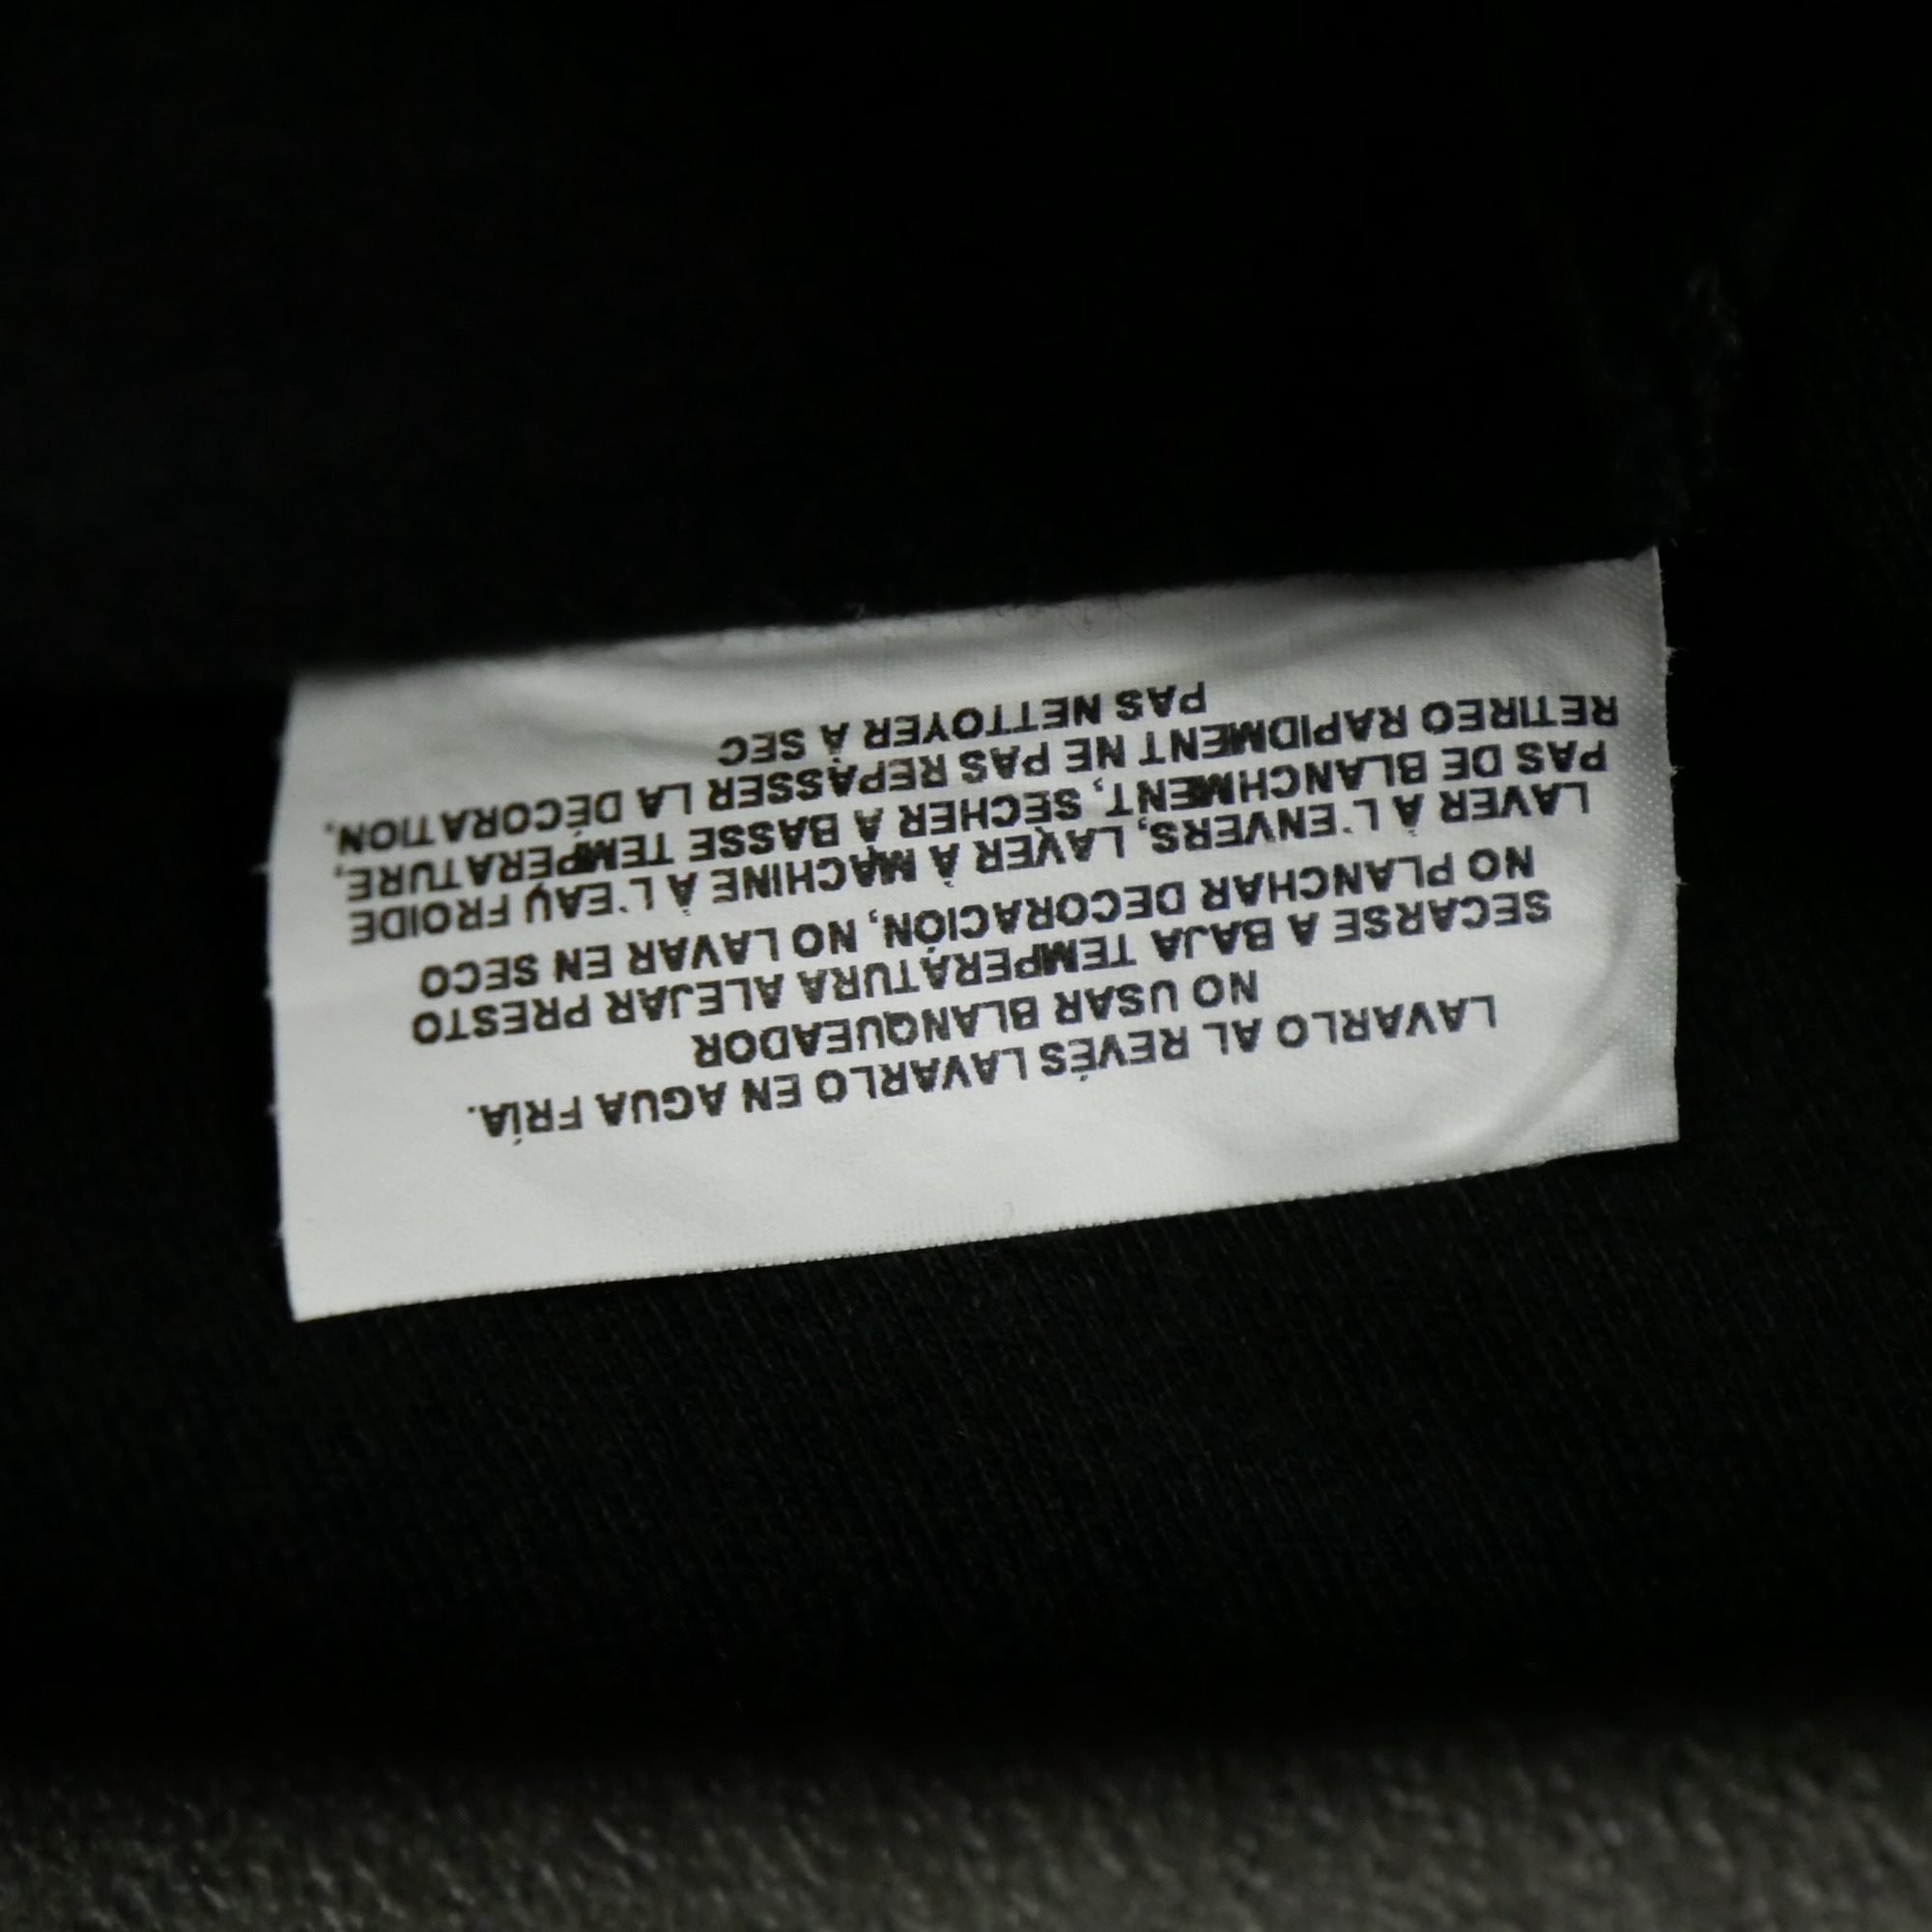 LAVARLO AL REVÉS LAVARLO EN AGUA FRÍA.
NO USAR BLANQUEADOR
SECARSE A BAJA TEMPERATURA ALEJAR PRESTO
NO PLANCHAR DECORACIÓN, NO LAVAR EN SECO
LAVER À L'ENVERS, LAVER À MACHINE À L'EAU FROIDE
PAS DE BLANCHMENT, SECHER A BASSE TEMPERATURE,
RETIREO RAPIDMENT NE PAS REPASSER LA DÉCORATION,
PAS NETTOYER À SEC